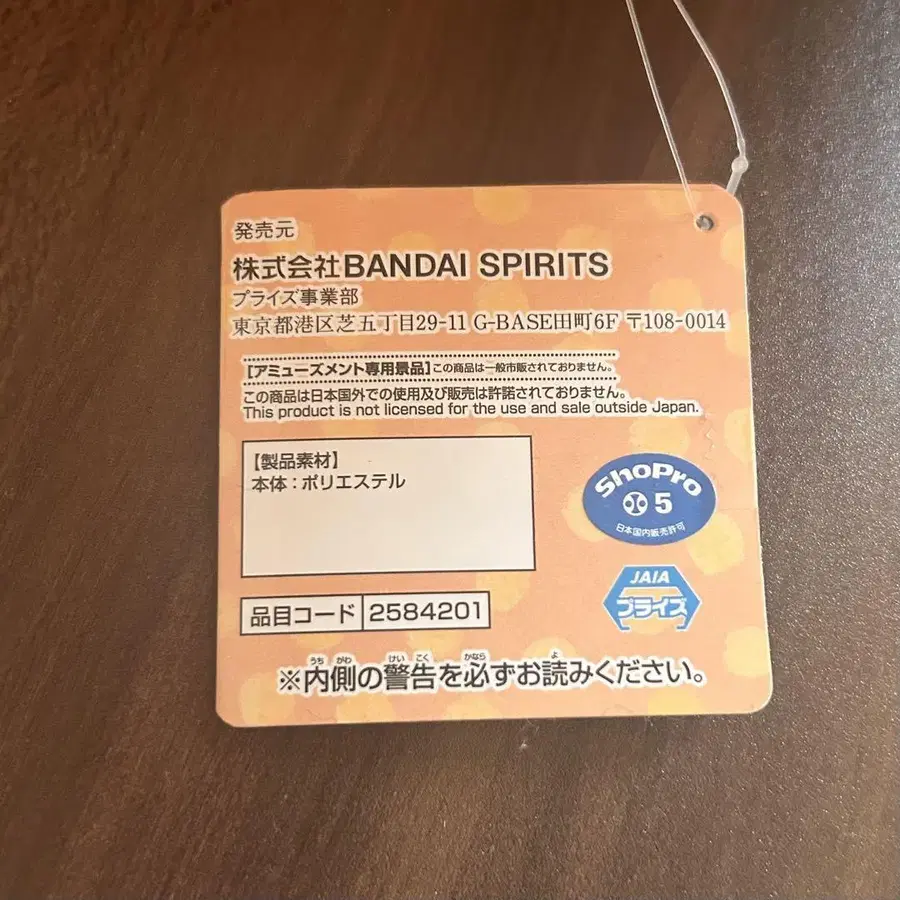 発売元
株式会社BANDAI SPIRITS
プライズ事業部
東京都港区芝五丁目29-11 G-BASE田町6F 〒108-0014
【アミューズメント専用景品】この商品は一般市販されておりません。
この商品は日本国外での使用及び販売は許諾されておりません。
This product is not licensed for the use and sale outside Japan.
【製品素材】
本体：ポリエステル
ShoPro
5
日本国内販売許可
JAIA
プライズ
品目コード 2584201
※内側の警告を必ずお読みください。